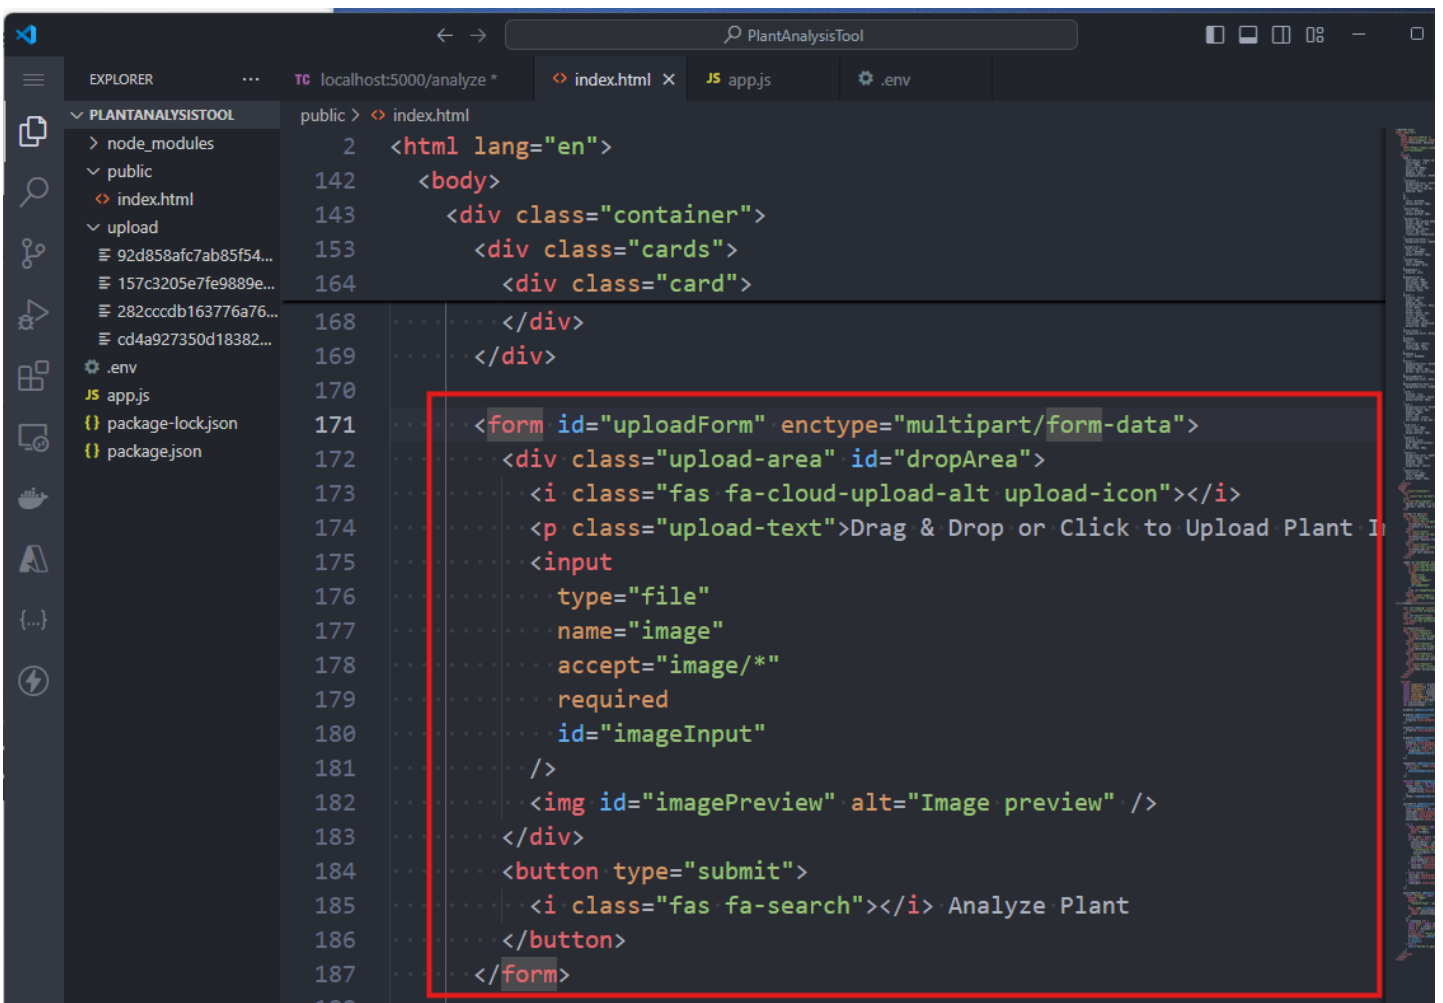 PlantAnalysisTool
EXPLORER ...
TC localhost:5000/analyze *
<> index.html ×
JS app.js
.env
PLANTANALYSISTOOL
node_modules
public
<> index.html
upload
92d858afc7ab85f54...
157c3205e7fe9889e...
282cccdb163776a76...
cd4a927350d18382...
.env
JS app.js
{} package-lock.json
{} package.json
public > <> index.html
2 <html lang="en">
142 <body>
143 <div class="container">
153 <div class="cards">
164 <div class="card">
168 </div>
169 </div>
170
171 <form id="uploadForm" enctype="multipart/form-data">
172 <div class="upload-area" id="dropArea">
173 <i class="fas fa-cloud-upload-alt upload-icon"></i>
174 <p class="upload-text">Drag & Drop or Click to Upload Plant
175 <input
176 type="file"
177 name="image"
178 accept="image/*"
179 required
180 id="imageInput"
181 />
182 <img id="imagePreview" alt="Image preview" />
183 </div>
184 <button type="submit">
185 <i class="fas fa-search"></i> Analyze Plant
186 </button>
187 </form>